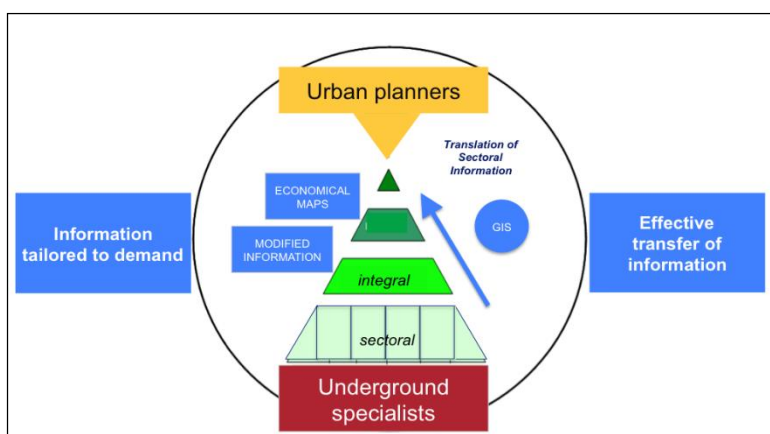 Urban planners
Translation of
Sectoral
Information
ECONOMICAL
MAPS
GIS
Information
tailored to demand
MODIFIED
INFORMATION
Effective
transfer of
information
integral
sectoral
Underground
specialists